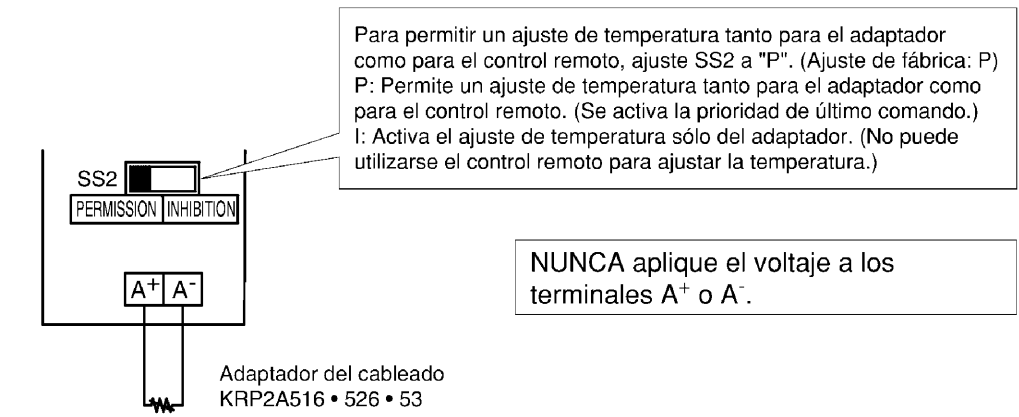 Para permitir un ajuste de temperatura tanto para el adaptador
como para el control remoto, ajuste SS2 a "P". (Ajuste de fábrica: P)
P: Permite un ajuste de temperatura tanto para el adaptador como
para el control remoto. (Se activa la prioridad de último comando.)
I: Activa el ajuste de temperatura sólo del adaptador. (No puede
utilizarse el control remoto para ajustar la temperatura.)
SS2
PERMISSION INHIBITION
NUNCA aplique el voltaje a los
terminales A⁺ o A⁻.
A⁺ A⁻
Adaptador del cableado
KRP2A516 • 526 • 53